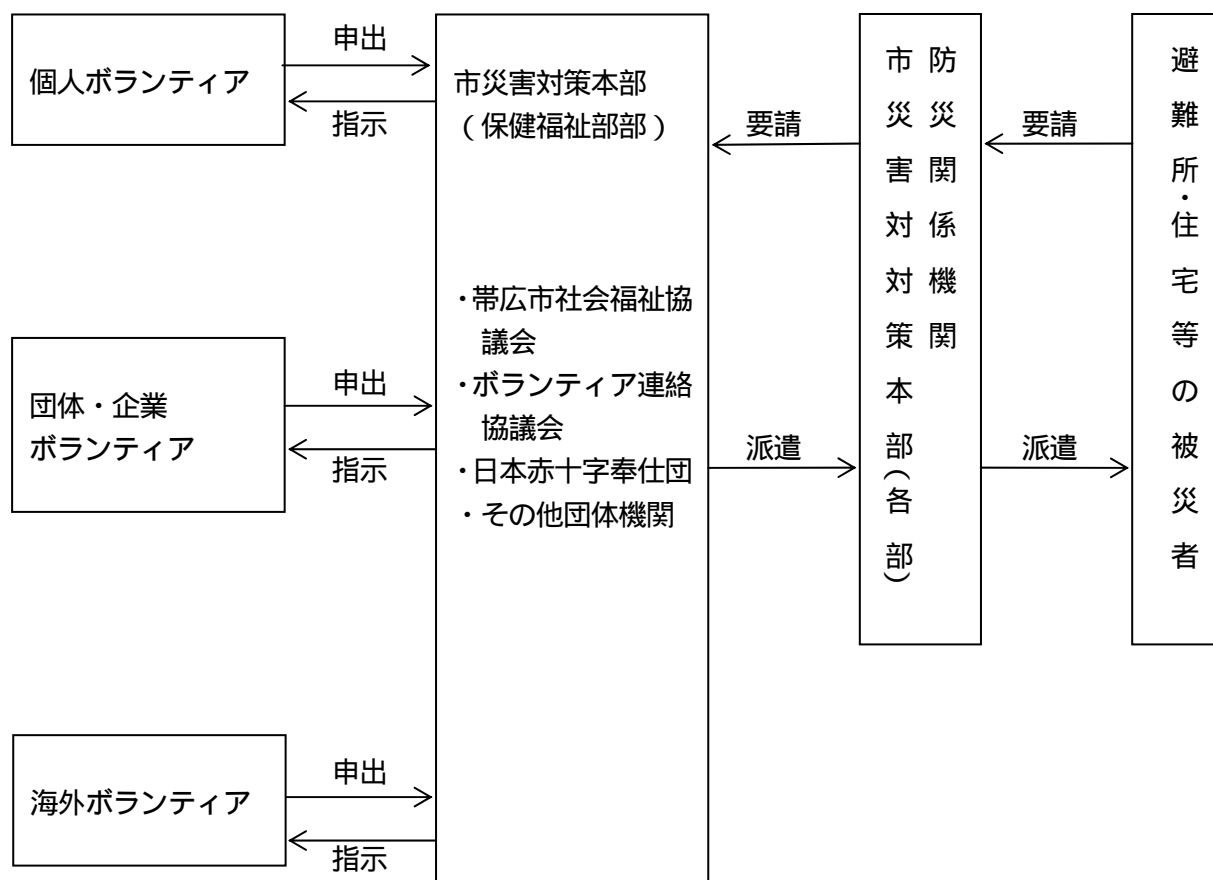 個人ボランティア
申出
指示
団体・企業
ボランティア
申出
指示
海外ボランティア
申出
指示
市災害対策本部
（保健福祉部部）
・帯広市社会福祉協
議会
・ボランティア連絡
協議会
・日本赤十字奉仕団
・その他団体機関
要請
派遣
防災関係機関
市災害対対策本部(各部)
要請
派遣
避難所・住宅等の被災者